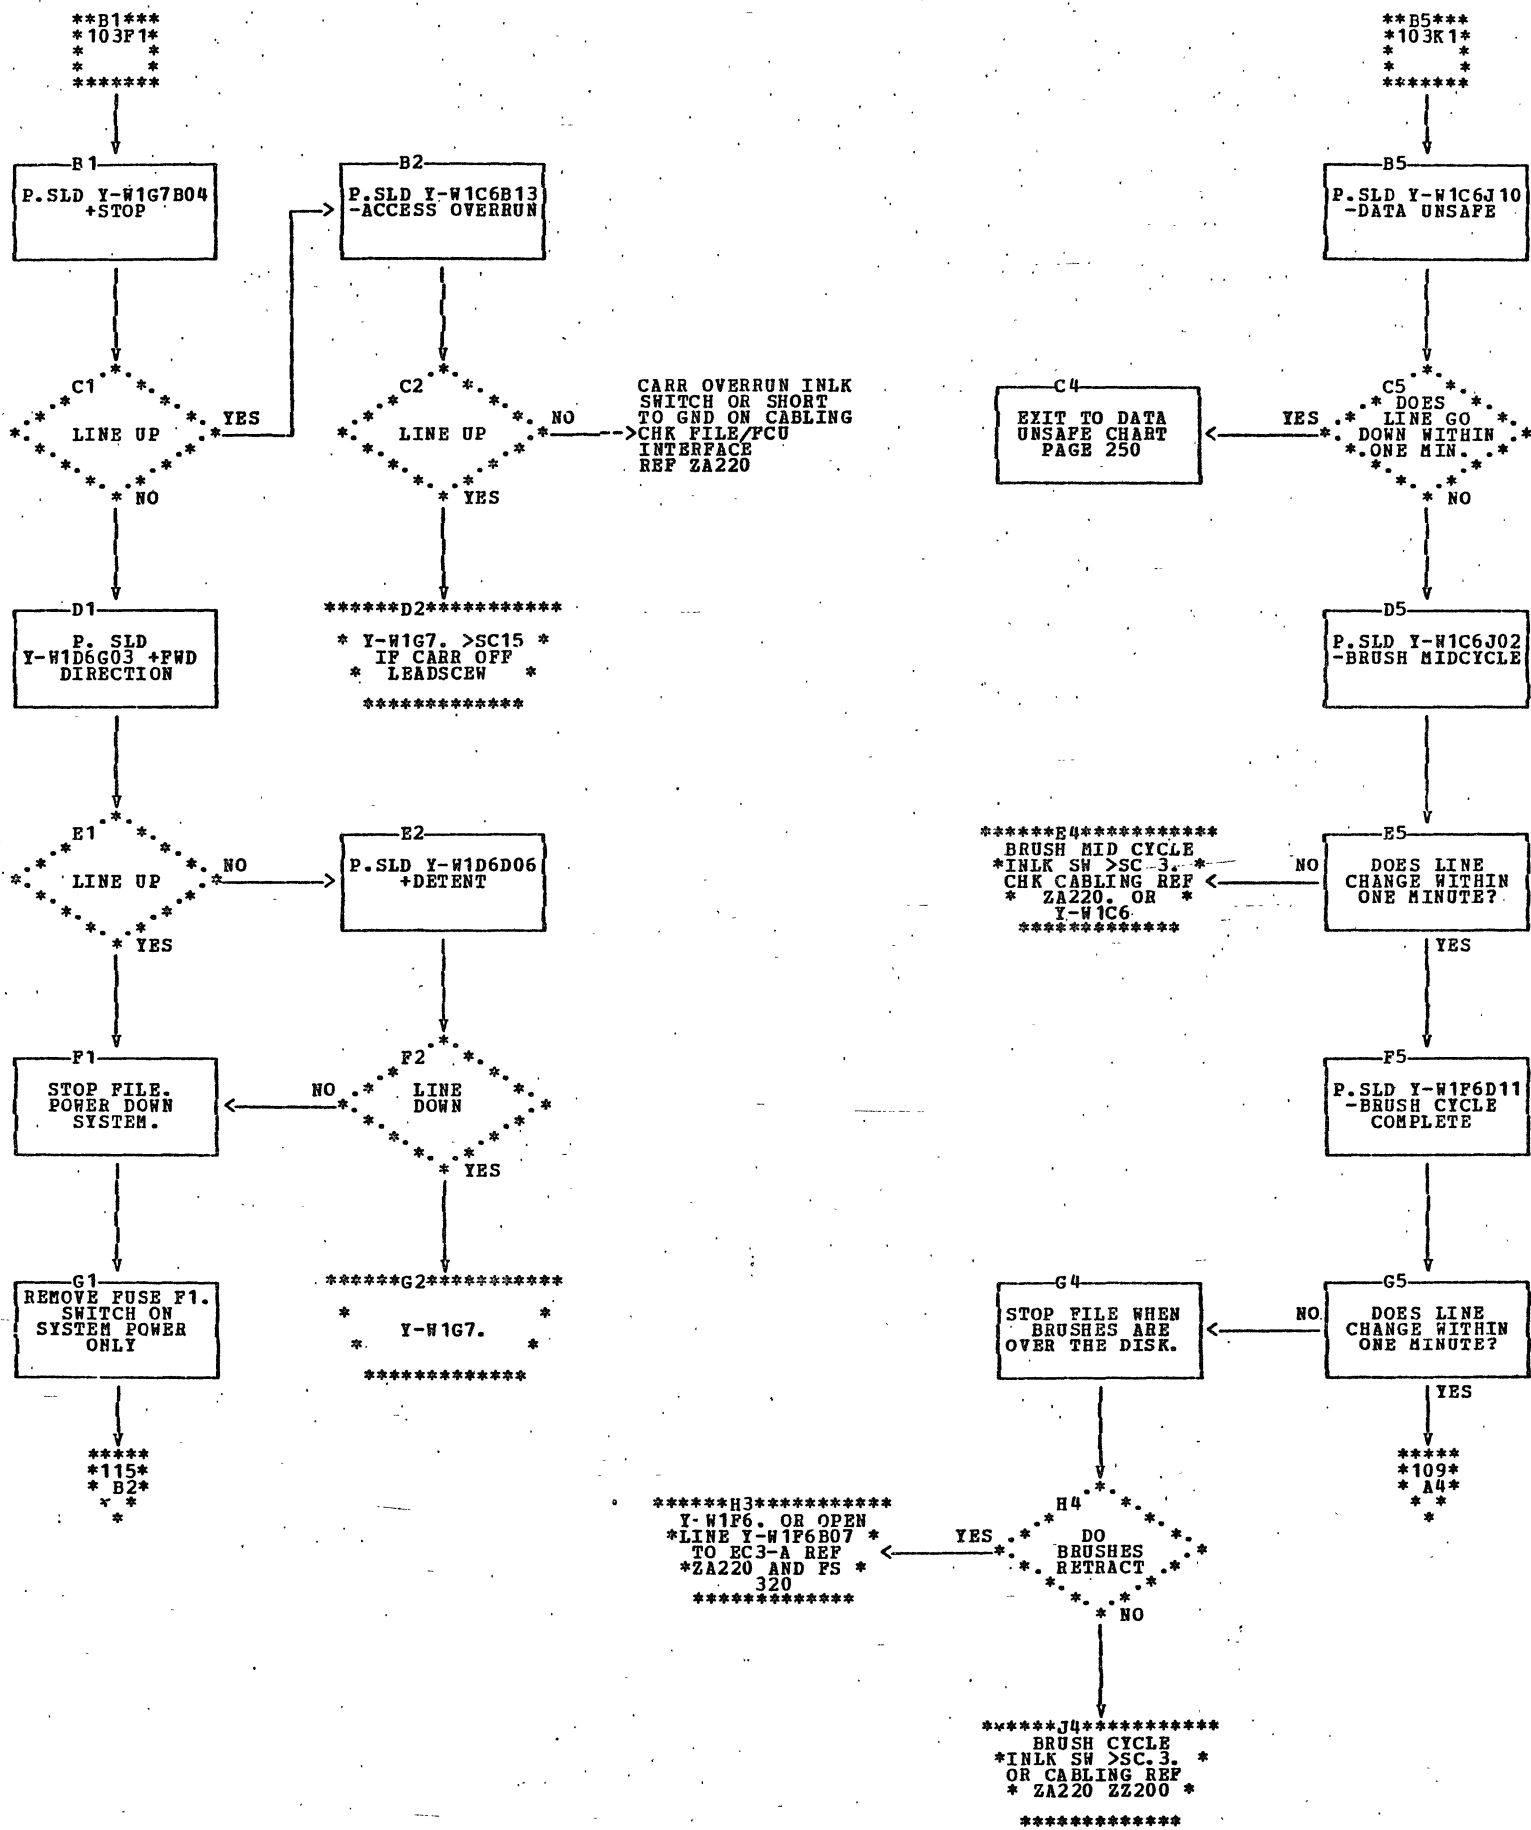 **B1***
*103F1*
*     *
*     *
*******
B1
P.SLD Y-W1G7B04
+STOP
C1
LINE UP
YES
NO
D1
P. SLD
Y-W1D6G03 +FWD
DIRECTION
E1
LINE UP
NO
YES
F1
STOP FILE.
POWER DOWN
SYSTEM.
G1
REMOVE FUSE F1.
SWITCH ON
SYSTEM POWER
ONLY
*****
*115*
* B2*
* *
*
B2
P.SLD Y-W1C6B13
-ACCESS OVERRUN
C2
LINE UP
NO
YES
CARR OVERRUN INLK
SWITCH OR SHORT
TO GND ON CABLING
CHK FILE/FCU
INTERFACE
REF ZA220
******D2***********
* Y-W1G7. >SC15 *
IF CARR OFF
* LEADSCEW *
*************
E2
P.SLD Y-W1D6D06
+DETENT
F2
LINE
DOWN
NO
YES
******G2***********
* *
Y-W1G7.
* *
*************
**B5***
*103K1*
*     *
*     *
*******
B5
P.SLD Y-W1C6J10
-DATA UNSAFE
C5
DOES
LINE GO
DOWN WITHIN
ONE MIN.
YES
NO
C4
EXIT TO DATA
UNSAFE CHART
PAGE 250
D5
P.SLD Y-W1C6J02
-BRUSH MIDCYCLE
E5
DOES LINE
CHANGE WITHIN
ONE MINUTE?
NO
YES
******E4***********
BRUSH MID CYCLE
*INLK SW >SC 3. *
CHK CABLING REF
* ZA220. OR *
Y-W1C6
*************
F5
P.SLD Y-W1F6D11
-BRUSH CYCLE
COMPLETE
G5
DOES LINE
CHANGE WITHIN
ONE MINUTE?
NO
YES
*****
*109*
* A4*
* *
*
G4
STOP FILE WHEN
BRUSHES ARE
OVER THE DISK.
H4
DO
BRUSHES
RETRACT
YES
NO
******H3***********
Y-W1F6. OR OPEN
*LINE Y-W1F6B07 *
TO EC3-A REF
*ZA220 AND FS *
320
*************
******J4***********
BRUSH CYCLE
*INLK SW >SC.3. *
OR CABLING REF
* ZA220 ZZ200 *
*************